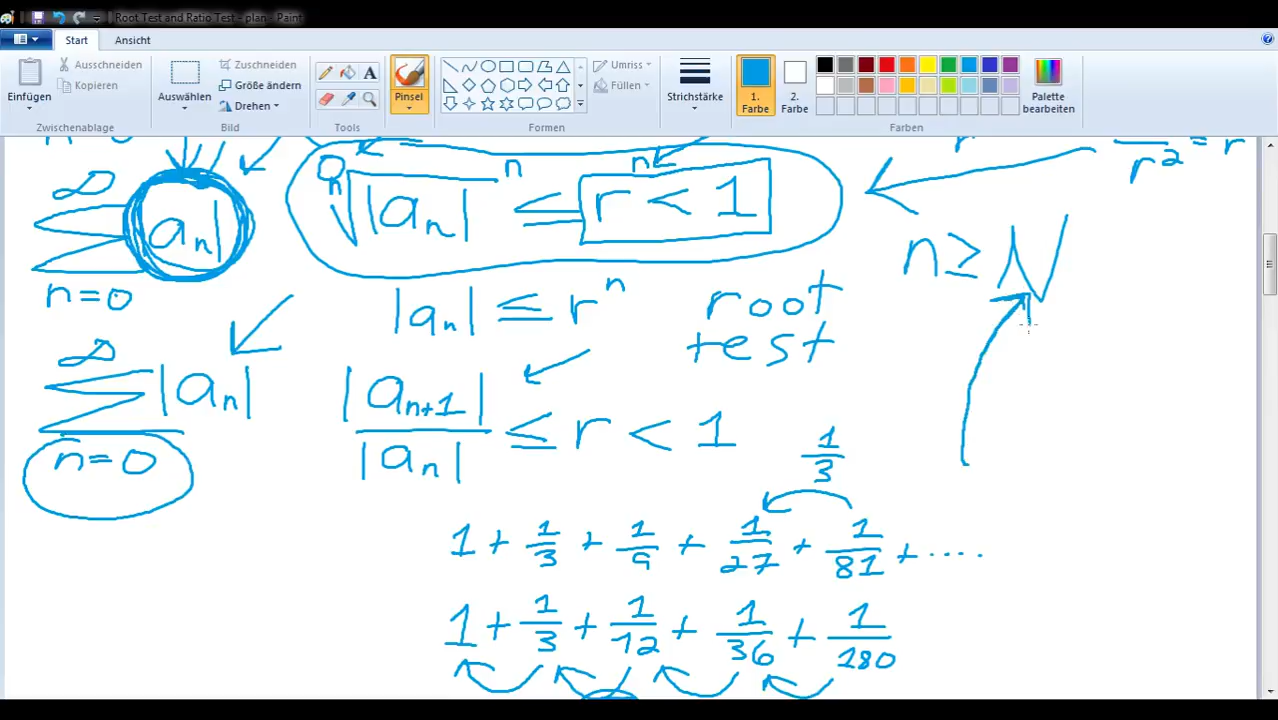 Root Test and Ratio Test - plan - Paint
Start Ansicht
Einfügen
Ausschneiden
Kopieren
Zwischenablage
Auswählen
Zuschneiden
Größe ändern
Drehen
Bild
Pinsel
Tools
Umriss
Füllen
Formen
Strichstärke
1. Farbe
2. Farbe
Palette bearbeiten
Farben
r² = r
∞ ∑ n=0 |aₙ|
ⁿ√|aₙ| ⁿ ≤ r < 1 ⁿ
n ≥ N
|aₙ| ≤ rⁿ
root
test
∞ ∑ n=0 |aₙ|
|aₙ₊₁| / |aₙ| ≤ r < 1
1/3
1 + 1/3 + 1/9 + 1/27 + 1/81 + ....
1 + 1/3 + 1/12 + 1/36 + 1/180